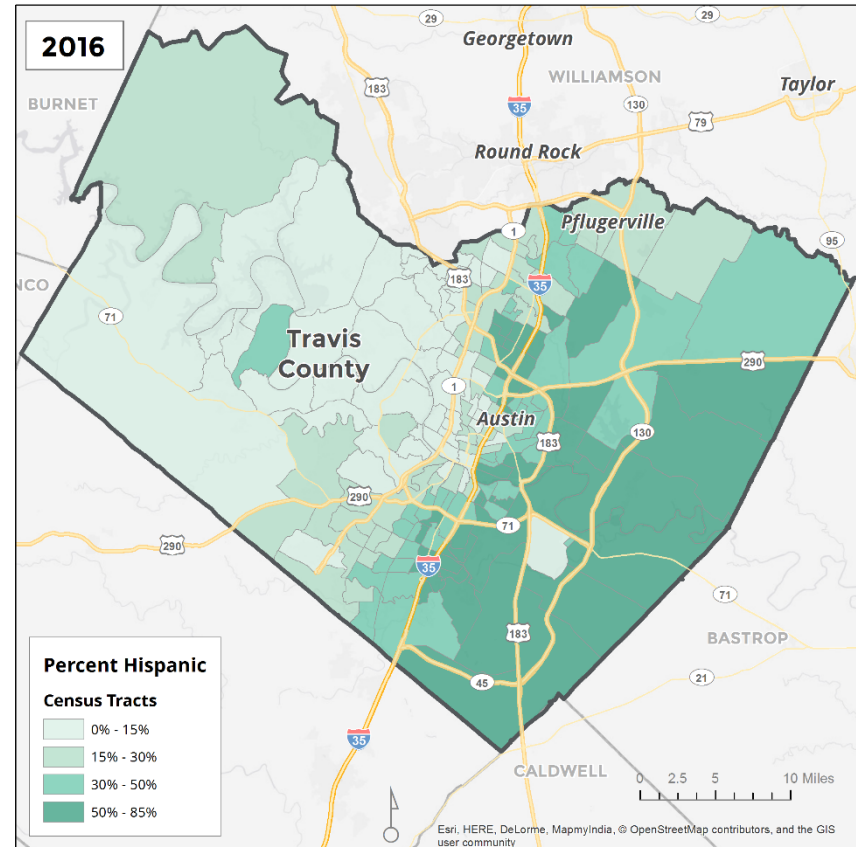 2016
29
29
Georgetown
WILLIAMSON
183
Taylor
BURNET
35
130
79
Round Rock
Pflugerville
1
183
95
35
NCO
71
Travis
County
290
1
Austin
130
183
290
71
290
35
71
183
BASTROP
45
21
35
CALDWELL
Percent Hispanic
Census Tracts
0% - 15%
15% - 30%
30% - 50%
50% - 85%
0 2.5 5 10 Miles
Esri, HERE, DeLorme, MapmyIndia, © OpenStreetMap contributors, and the GIS
user community